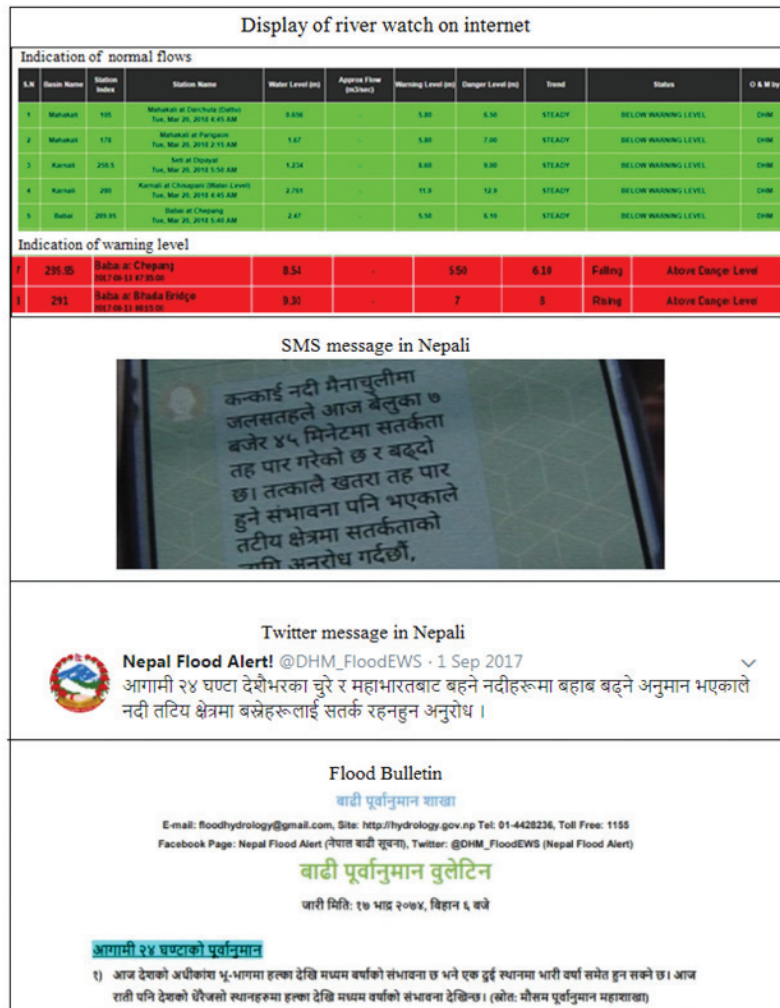 Display of river watch on internet
Indication of normal flows
S.N Basin Name Station Index Station Name Water Level (m) Approx Flow (m3/sec) Warning Level (m) Danger Level (m) Trend Status O & M by
1 Mahakali 105 Mahakali at Darchula (Dattu) Tue, Mar 20, 2018 4:45 AM - 5.80 6.50 STEADY BELOW WARNING LEVEL DHM
2 Mahakali 178 Mahakali at Parigaon Tue, Mar 20, 2018 2:15 AM 1.67 - 5.80 7.00 STEADY BELOW WARNING LEVEL DHM
3 Karnali 259.5 Seti at Dipayal Tue, Mar 20, 2018 5:50 AM 1.234 - 9.00 STEADY BELOW WARNING LEVEL DHM
4 Karnali 280 Karnali at Chisapani (Water Level) Tue, Mar 20, 2018 4:45 AM 2.761 - STEADY BELOW WARNING LEVEL DHM
5 Babai 289.95 Babai at Chepang Tue, Mar 20, 2018 5:40 AM 2.47 - 5.50 6.10 STEADY BELOW WARNING LEVEL DHM
Indication of warning level
7 289.95 Babai at Chepang 8.54 - 5.50 6.10 Falling Above Danger Level
291 Babai at Bhada Bridge 9.30 - 7 8 Rising Above Danger Level
SMS message in Nepali
कन्काई नदी मैनाचुलीमा
जलसतहले आज बेलुका ७
बजेर ४५ मिनेटमा सतर्कता
तह पार गरेको छ र बढ्दो
छ। तत्कालै खतरा तह पार
हुने संभावना पनि भएकाले
तटीय क्षेत्रमा सतर्कताको
लागि अनुरोध गर्दछौं,
Twitter message in Nepali
Nepal Flood Alert! @DHM_FloodEWS · 1 Sep 2017
आगामी २४ घण्टा देशैभरका चुरे र महाभारतबाट बहने नदीहरूमा बहाब बढ्ने अनुमान भएकाले
नदी तटिय क्षेत्रमा बस्नेहरूलाई सतर्क रहनहुन अनुरोध ।
Flood Bulletin
बाढी पूर्वानुमान शाखा
E-mail: floodhydrology@gmail.com, Site: http://hydrology.gov.np Tel: 01-4428236, Toll Free: 1155
Facebook Page: Nepal Flood Alert (नेपाल बाढी सूचना), Twitter: @DHM_FloodEWS (Nepal Flood Alert)
बाढी पूर्वानुमान वुलेटिन
जारी मिति: १७ भाद्र २०७४, विहान ६ वजे
आगामी २४ घण्टाको पूर्वानुमान
१) आज देशको अधीकांश भू-भागमा हल्का देखि मध्यम बर्षाको संभावना छ भने एक दुई स्थानमा भारी वर्षा समेत हुन सक्ने छ। आज
राती पनि देशको धेरैजसो स्थानहरुमा हल्का देखि मध्यम वर्षाको संभावना देखिन्छ। (स्रोत: मौसम पूर्वानुमान महाशाखा)